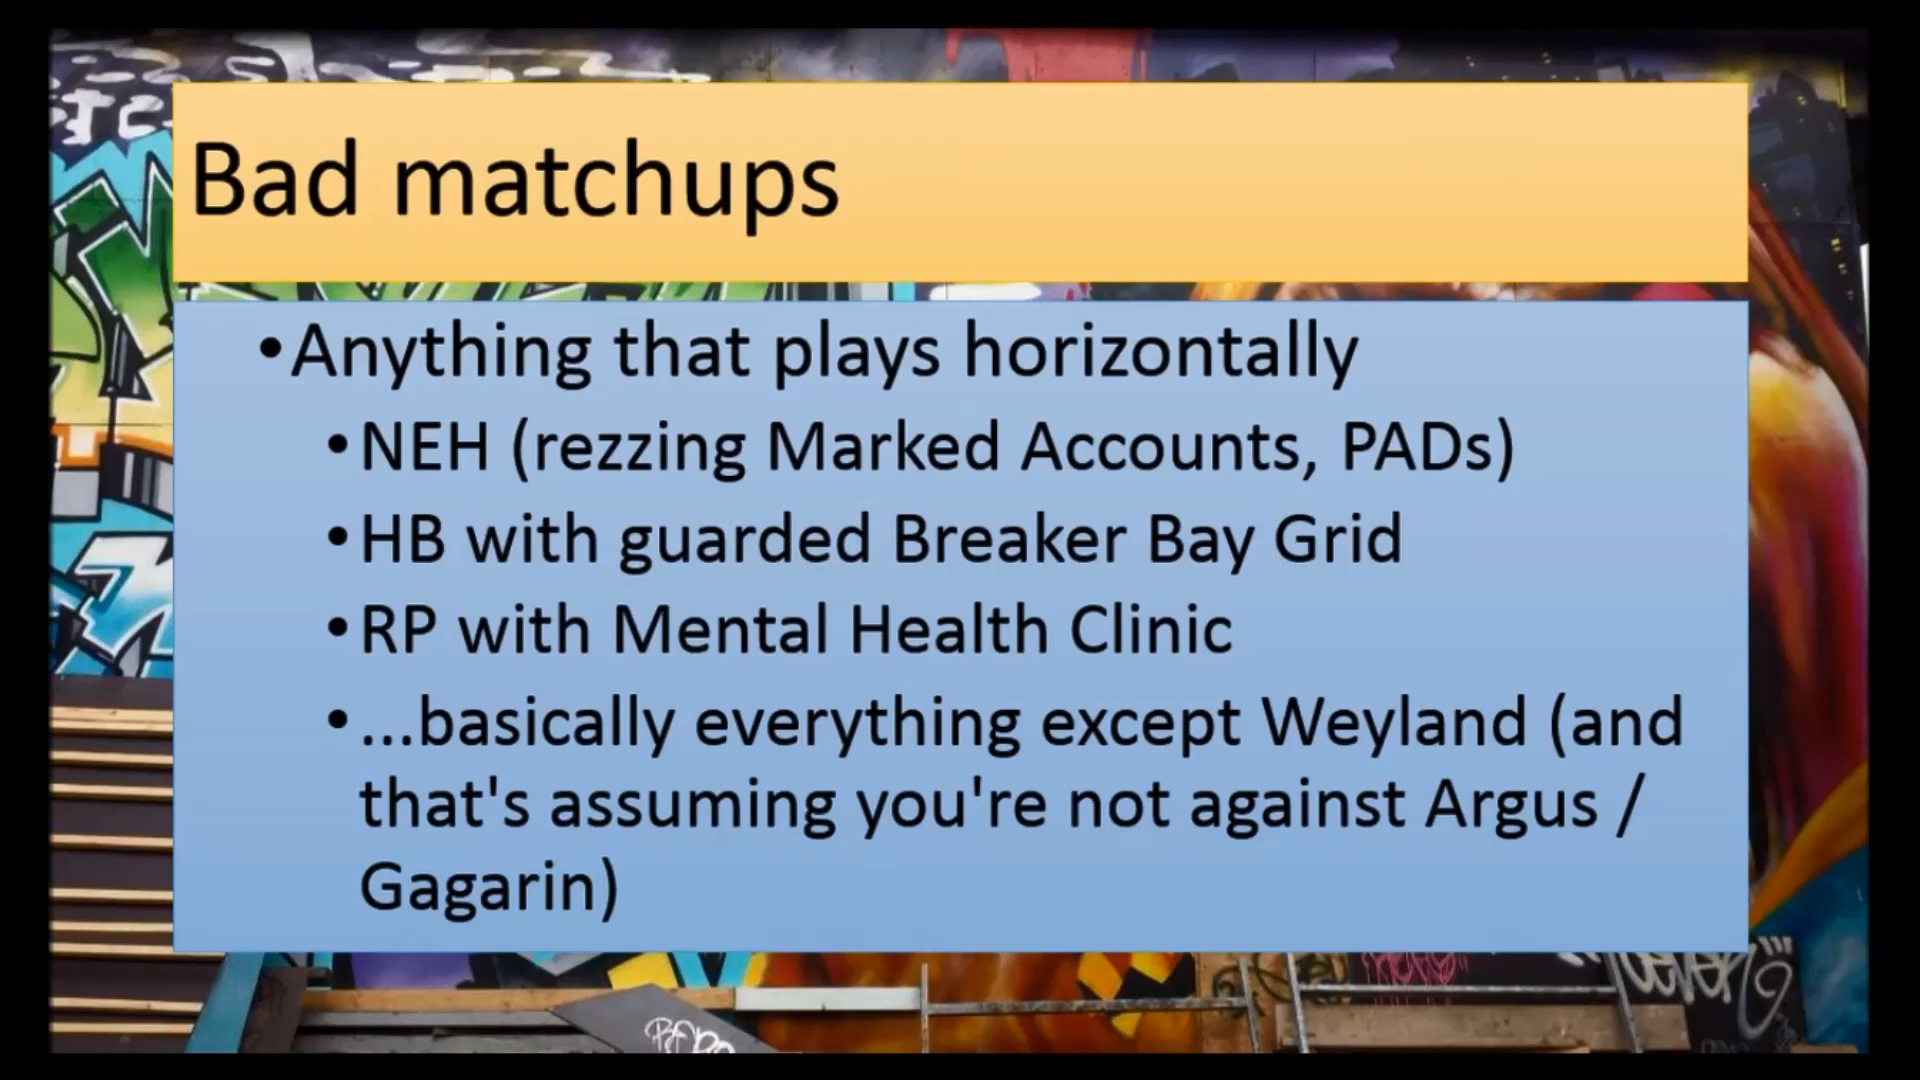 Bad matchups
•Anything that plays horizontally
•NEH (rezzing Marked Accounts, PADs)
•HB with guarded Breaker Bay Grid
•RP with Mental Health Clinic
•...basically everything except Weyland (and
that's assuming you're not against Argus /
Gagarin)